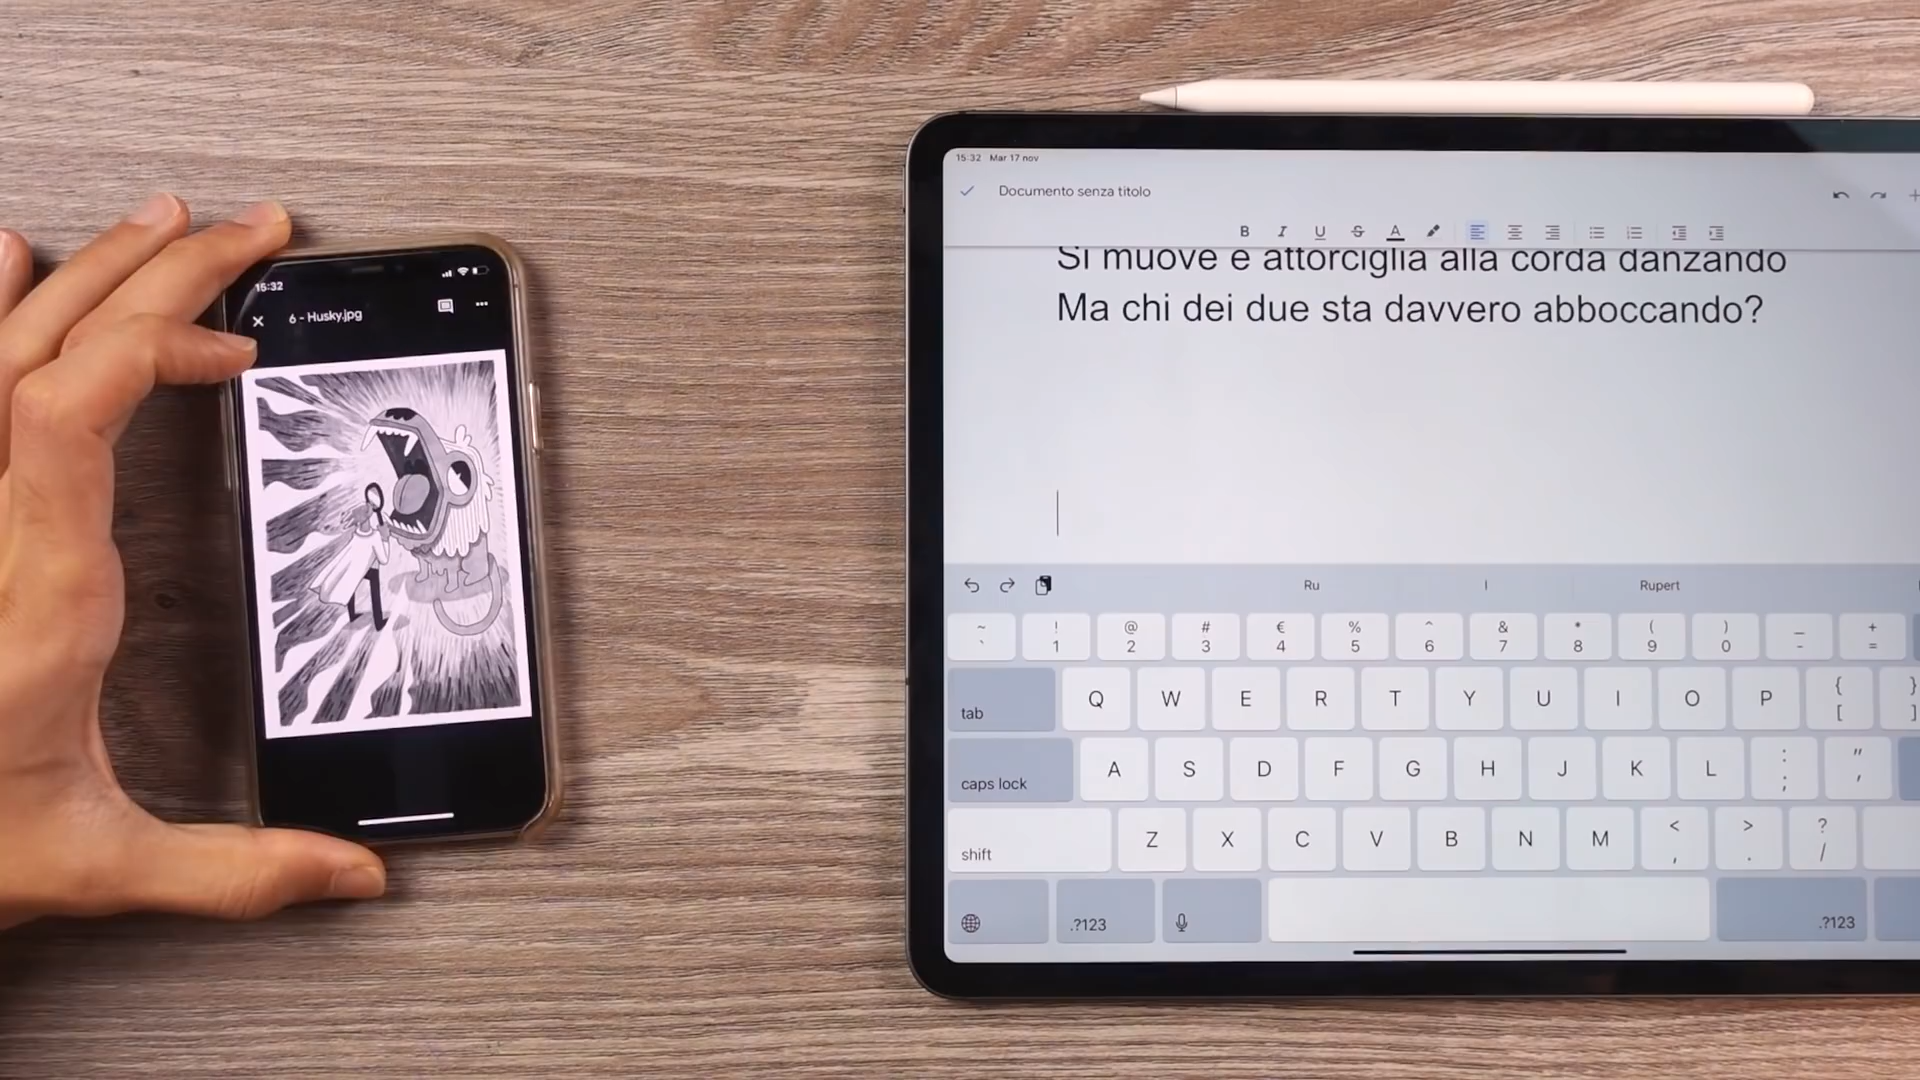 15:32
6 - Husky.jpg
15:32 Mar 17 nov
Documento senza titolo
B I U S A
Si muove e attorciglia alla corda danzando
Ma chi dei due sta davvero abboccando?
Ru I Rupert
~ ! @ # € % ^ & * ( ) _ +
` 1 2 3 4 5 6 7 8 9 0 - =
tab Q W E R T Y U I O P { [ } ]
caps lock A S D F G H J K L : ; " '
shift Z X C V B N M < , > . ? /
.?123 .?123